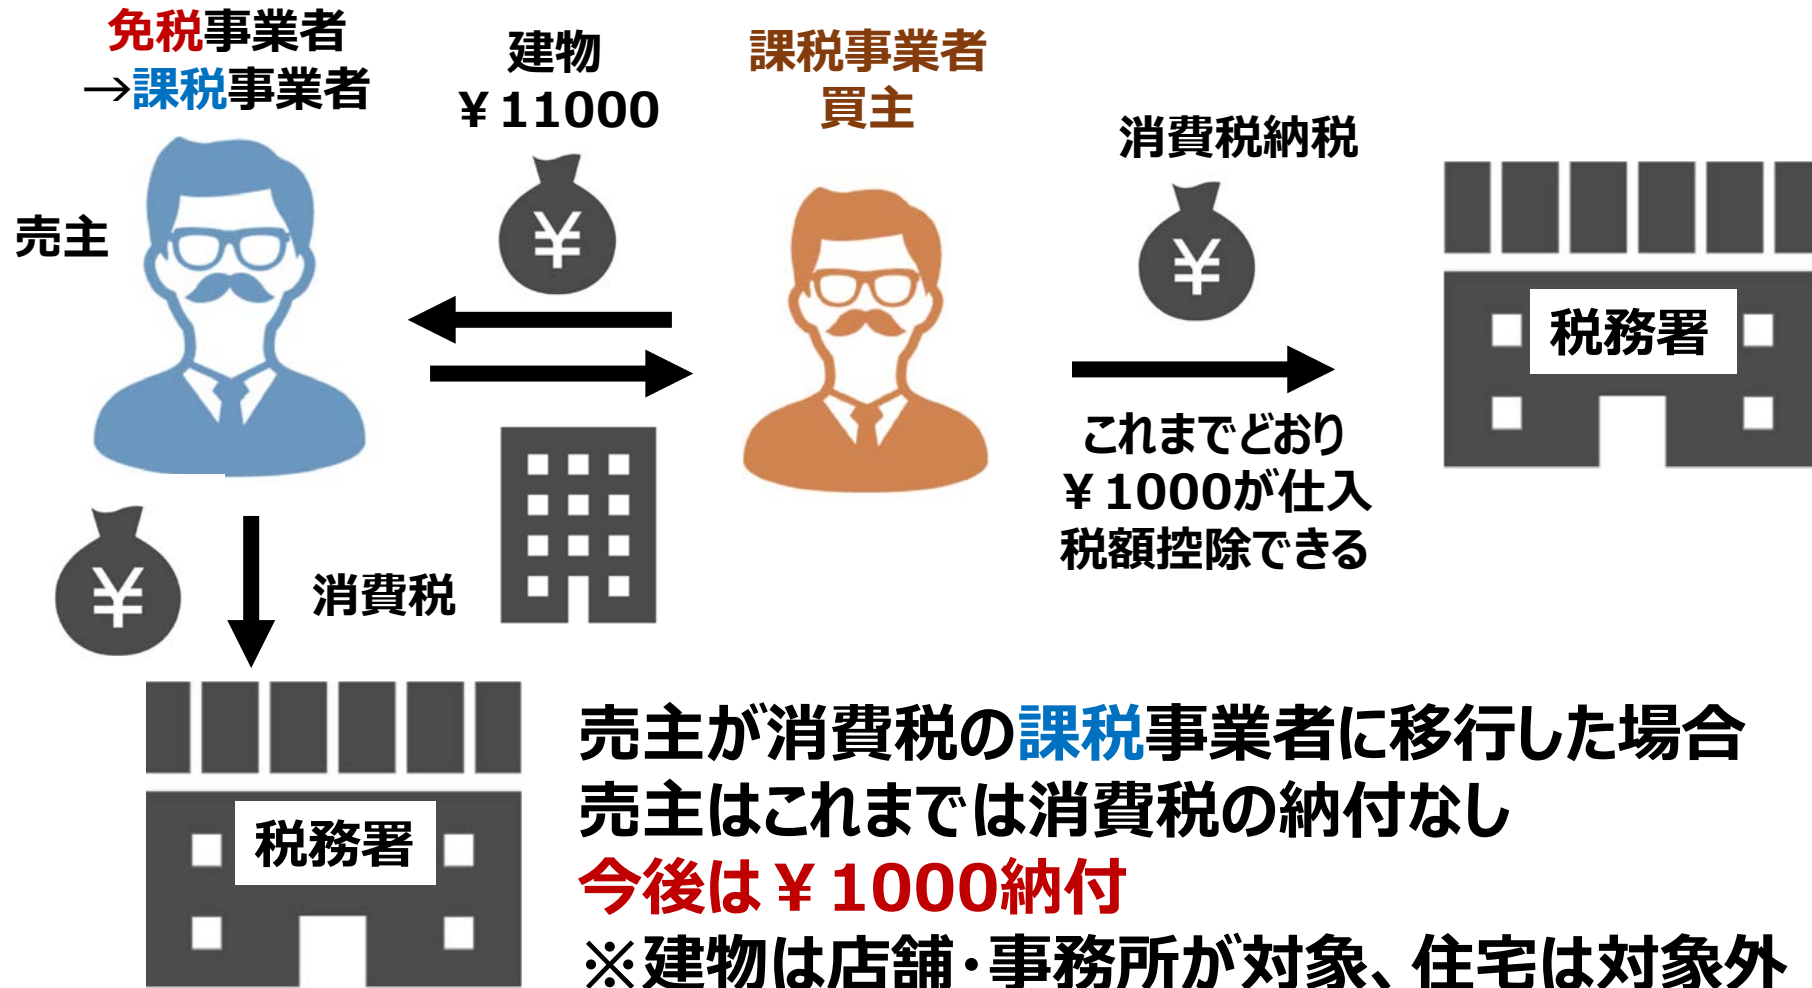 免税事業者
→課税事業者
建物
￥11000
課税事業者
買主
消費税納税
売主
￥
￥
税務署
これまでどおり
￥1000が仕入
税額控除できる
￥
消費税
税務署
売主が消費税の課税事業者に移行した場合
売主はこれまでは消費税の納付なし
今後は￥1000納付
※建物は店舗･事務所が対象、住宅は対象外